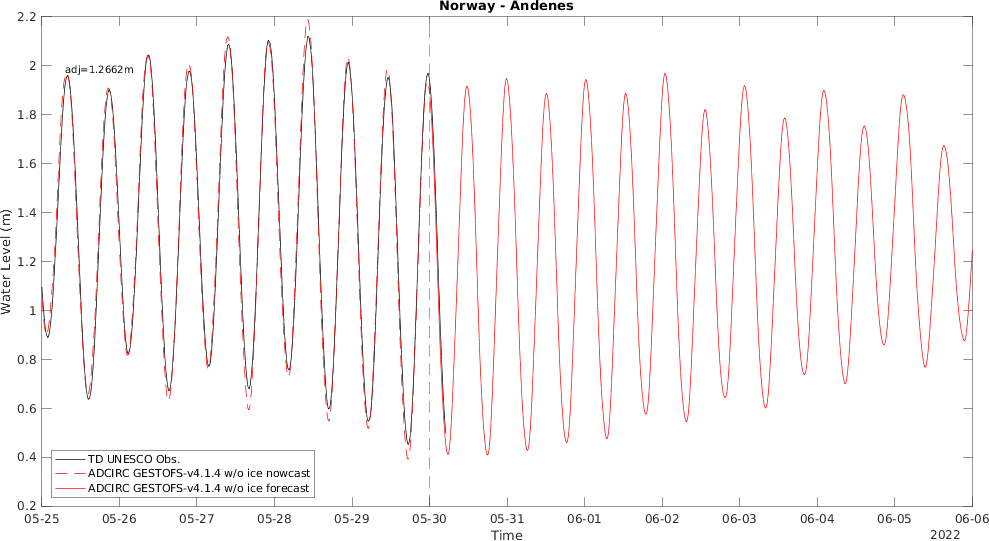 Norway - Andenes
2.2
2
1.8
1.6
1.4
1.2
1
0.8
0.6
0.4
0.2
Water Level (m)
adj=1.2662m
TD UNESCO Obs.
ADCIRC GESTOFS-v4.1.4 w/o ice nowcast
ADCIRC GESTOFS-v4.1.4 w/o ice forecast
05-25 05-26 05-27 05-28 05-29 05-30 05-31 06-01 06-02 06-03 06-04 06-05 06-06
Time
2022